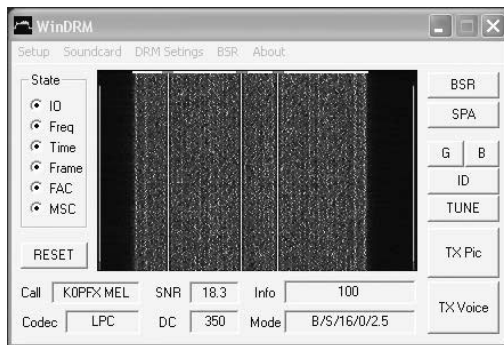 WinDRM
Setup Soundcard DRM Setings BSR About
State
IO
Freq
Time
Frame
FAC
MSC
RESET
BSR
SPA
G B
ID
TUNE
TX Pic
TX Voice
Call K0PFX MEL SNR 18.3 Info 100
Codec LPC DC 350 Mode B/S/16/0/2.5